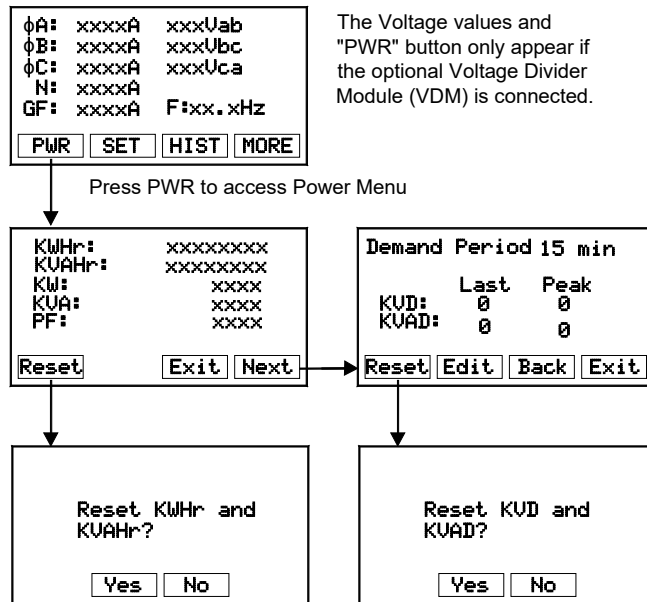 ϕA: xxxxA xxxVab
ϕB: xxxxA xxxVbc
ϕC: xxxxA xxxVca
N: xxxxA
GF: xxxxA F:xx.xHz
PWR SET HIST MORE
The Voltage values and
"PWR" button only appear if
the optional Voltage Divider
Module (VDM) is connected.
Press PWR to access Power Menu
KWHr: xxxxxxxx
KVAHr: xxxxxxxx
KW: xxxx
KVA: xxxx
PF: xxxx
Reset Exit Next
Demand Period 15 min
Last Peak
KVD: 0 0
KVAD: 0 0
Reset Edit Back Exit
Reset KWHr and
KVAHr?
Yes No
Reset KVD and
KVAD?
Yes No